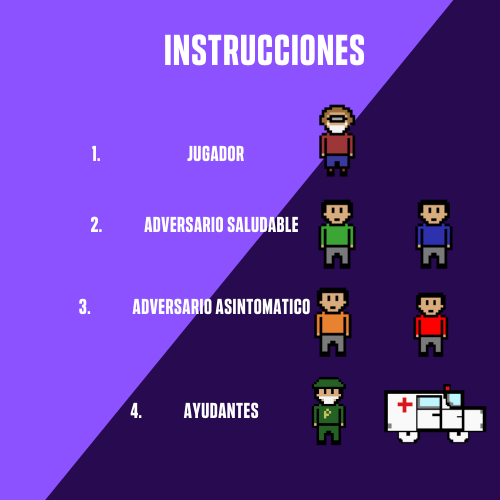 INSTRUCCIONES
1. JUGADOR
2. ADVERSARIO SALUDABLE
3. ADVERSARIO ASINTOMATICO
4. AYUDANTES
P